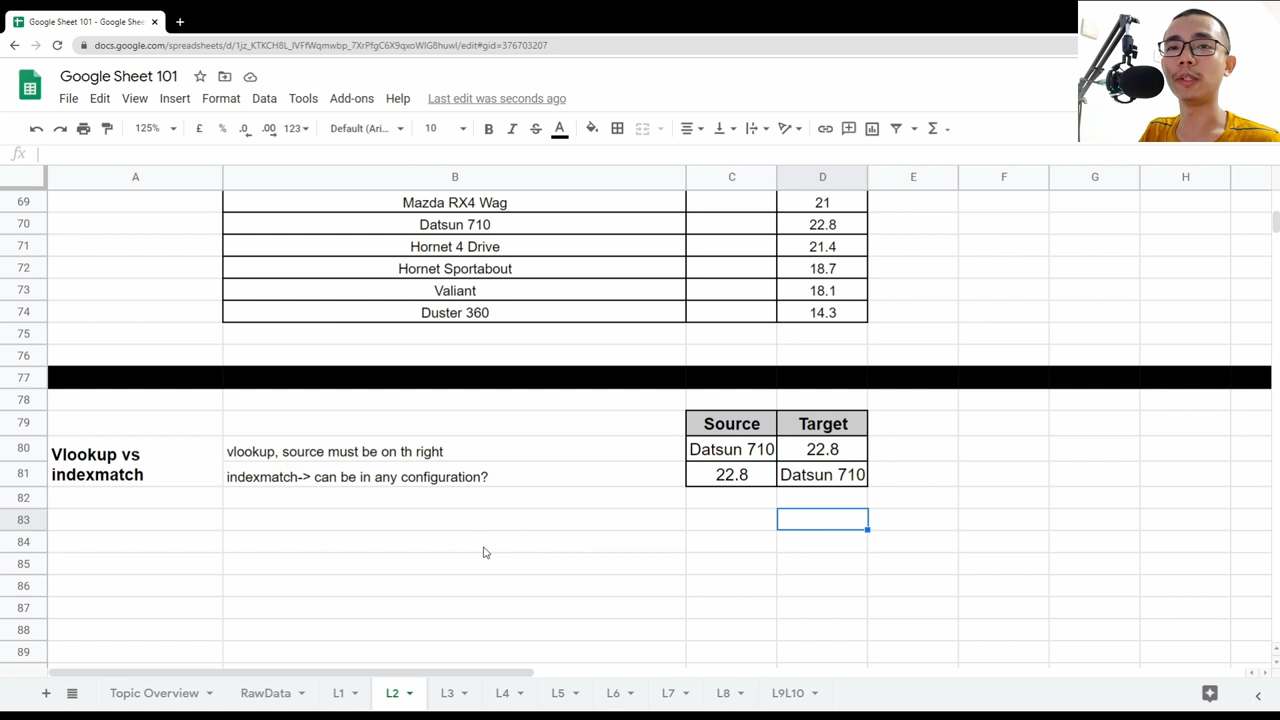 Google Sheet 101 - Google Shee
docs.google.com/spreadsheets/d/1jz_KTKCH8L_IVFfWqmwbp_7XrPfgC6X9qxoWIG8huwI/edit#gid=376703207
Google Sheet 101
File Edit View Insert Format Data Tools Add-ons Help Last edit was seconds ago
125% £ % .0 .00 123 Default (Ari... 10 B I S A Σ
fx
A B C D E F G H
69 Mazda RX4 Wag 21
70 Datsun 710 22.8
71 Hornet 4 Drive 21.4
72 Hornet Sportabout 18.7
73 Valiant 18.1
74 Duster 360 14.3
75
76
77
78
79 Source Target
80 Vlookup vs vlookup, source must be on th right Datsun 710 22.8
81 indexmatch indexmatch-> can be in any configuration? 22.8 Datsun 710
82
83
84
85
86
87
88
89
Topic Overview RawData L1 L2 L3 L4 L5 L6 L7 L8 L9L10